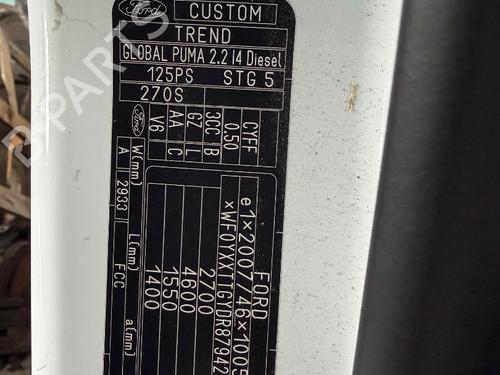 Ford CUSTOM
TREND
GLOBAL PUMA 2.2 I4 Diesel
125PS STG 5
270S
Ford
V6
AA C
GZ L
3CC B
0.50
CYFF
W(mm) L(mm) a(mm)
A 2933 FCC
FORD
e1×2007/46×1005
×WF0YXXTTGYDR87942
2700
4600
1550
1400
B PARTS